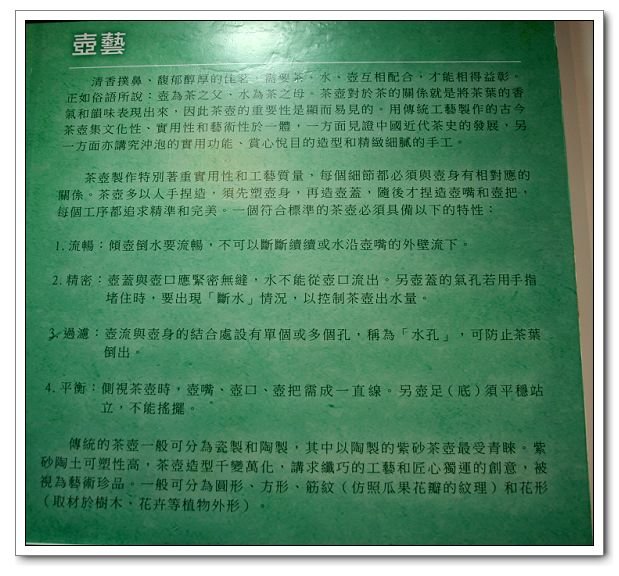 壺藝
清香撲鼻、馥郁醇厚的佳茗，需要茶、水、壺互相配合，才能相得益彰。
正如俗語所說：壺為茶之父、水為茶之母。茶壺對於茶的關係就是將茶葉的香
氣和韻味表現出來，因此茶壺的重要性是顯而易見的。用傳統工藝製作的古今
茶壺集文化性、實用性和藝術性於一體，一方面見證中國近代茶史的發展，另
一方面亦講究沖泡的實用功能、賞心悅目的造型和精緻細膩的手工。
茶壺製作特別著重實用性和工藝質量，每個細節都必須與壺身有相對應的
關係。茶壺多以人手捏造，須先塑壺身，再造壺蓋，隨後才捏造壺嘴和壺把，
每個工序都追求精準和完美。一個符合標準的茶壺必須具備以下的特性：
1. 流暢：傾壺倒水要流暢，不可以斷斷續續或水沿壺嘴的外壁流下。
2. 精密：壺蓋與壺口應緊密無縫，水不能從壺口流出。另壺蓋的氣孔若用手指
堵住時，要出現「斷水」情況，以控制茶壺出水量。
3. 過濾：壺流與壺身的結合處設有單個或多個孔，稱為「水孔」，可防止茶葉
倒出。
4. 平衡：側視茶壺時，壺嘴、壺口、壺把需成一直線。另壺足（底）須平穩站
立，不能搖擺。
傳統的茶壺一般可分為瓷製和陶製，其中以陶製的紫砂茶壺最受青睞。紫
砂陶土可塑性高，茶壺造型千變萬化，講求纖巧的工藝和匠心獨運的創意，被
視為藝術珍品。一般可分為圓形、方形、筋紋（仿照瓜果花瓣的紋理）和花形
（取材於樹木、花卉等植物外形）。